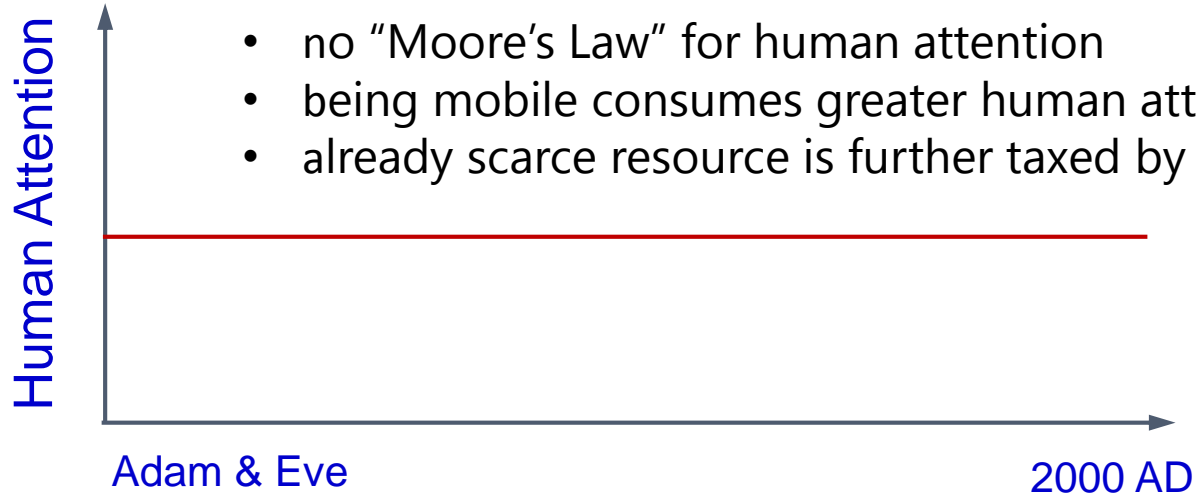 Human Attention
• no “Moore’s Law” for human attention
• being mobile consumes greater human att
• already scarce resource is further taxed by
Adam & Eve
2000 AD